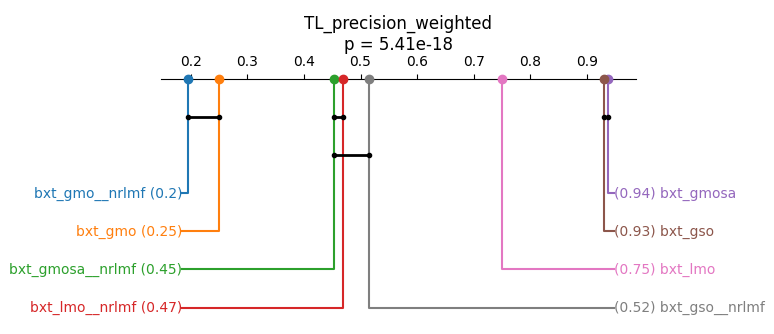 TL_precision_weighted
p = 5.41e-18
0.2 0.3 0.4 0.5 0.6 0.7 0.8 0.9
bxt_gmo__nrlmf (0.2)
(0.94) bxt_gmosa
bxt_gmo (0.25)
(0.93) bxt_gso
bxt_gmosa__nrlmf (0.45)
(0.75) bxt_lmo
bxt_lmo__nrlmf (0.47)
(0.52) bxt_gso__nrlmf